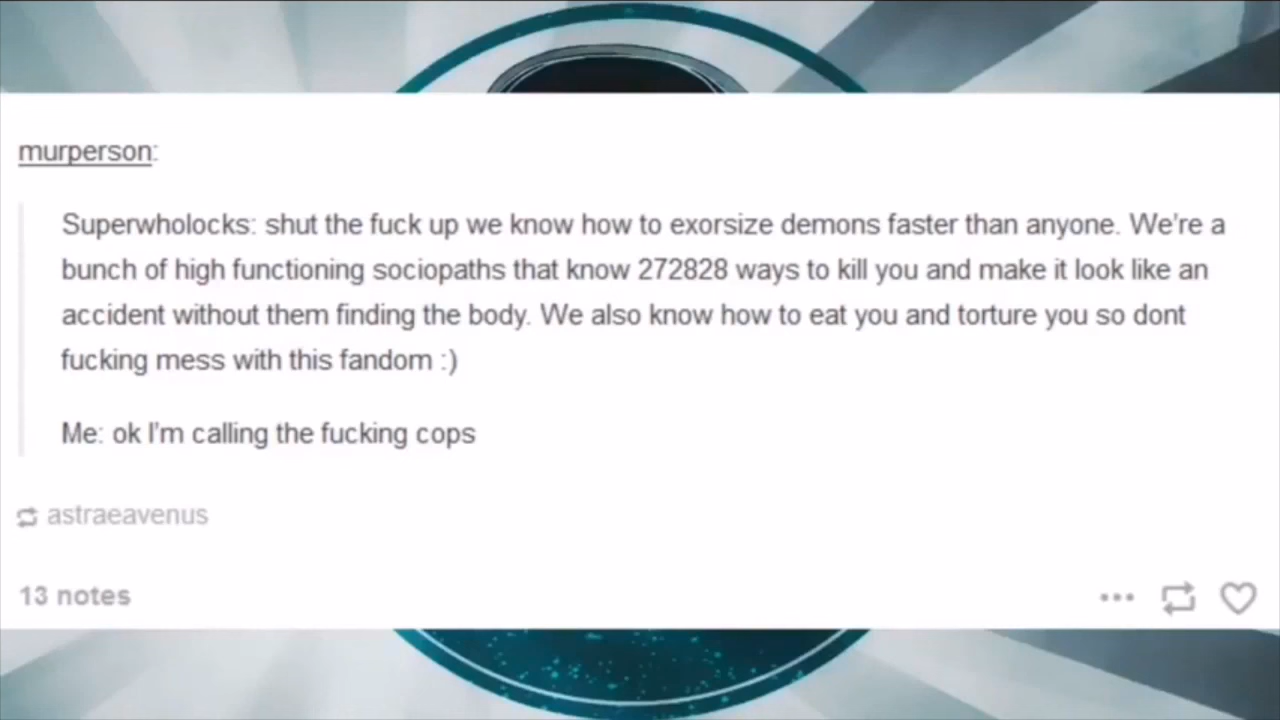 murperson:
Superwholocks: shut the fuck up we know how to exorsize demons faster than anyone. We're a
bunch of high functioning sociopaths that know 272828 ways to kill you and make it look like an
accident without them finding the body. We also know how to eat you and torture you so dont
fucking mess with this fandom :)
Me: ok I'm calling the fucking cops
astraeavenus
13 notes